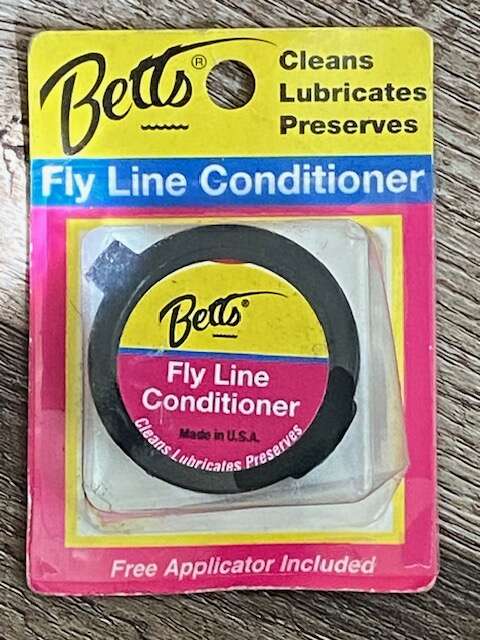 Betts®
Cleans
Lubricates
Preserves
Fly Line Conditioner
Betts®
Fly Line
Conditioner
Made in U.S.A.
Cleans Lubricates Preserves
Free Applicator Included